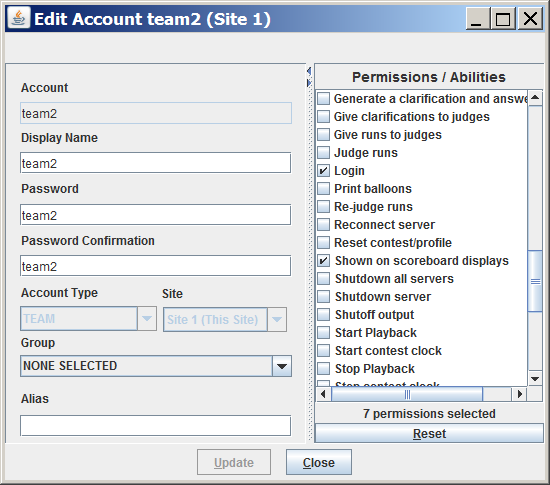 Edit Account team2 (Site 1)
Account
team2
Display Name
team2
Password
team2
Password Confirmation
team2
Account Type
Site
TEAM
Site 1 (This Site)
Group
NONE SELECTED
Alias
Permissions / Abilities
Generate a clarification and answe
Give clarifications to judges
Give runs to judges
Judge runs
Login
Print balloons
Re-judge runs
Reconnect server
Reset contest/profile
Shown on scoreboard displays
Shutdown all servers
Shutdown server
Shutoff output
Start Playback
Start contest clock
Stop Playback
Stop contest clock
7 permissions selected
Reset
Update
Close